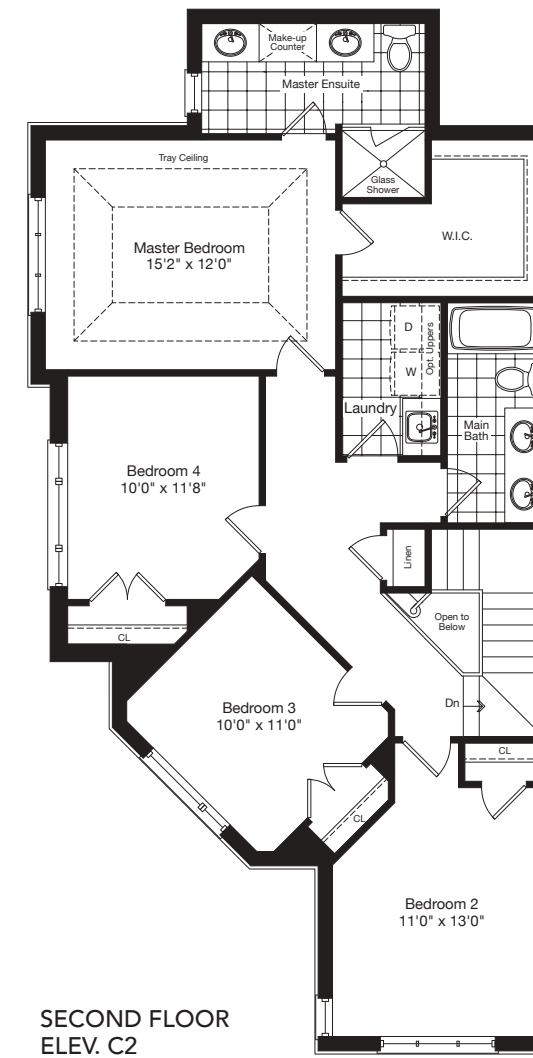 Make-up
Counter
Master Ensuite
Tray Ceiling
Glass
Shower
Master Bedroom
15'2" x 12'0"
W.I.C.
D
W
Opt. Uppers
Laundry
Main
Bath
Bedroom 4
10'0" x 11'8"
Linen
Open to
Below
CL
Dn
Bedroom 3
10'0" x 11'0"
CL
CL
Bedroom 2
11'0" x 13'0"
SECOND FLOOR
ELEV. C2